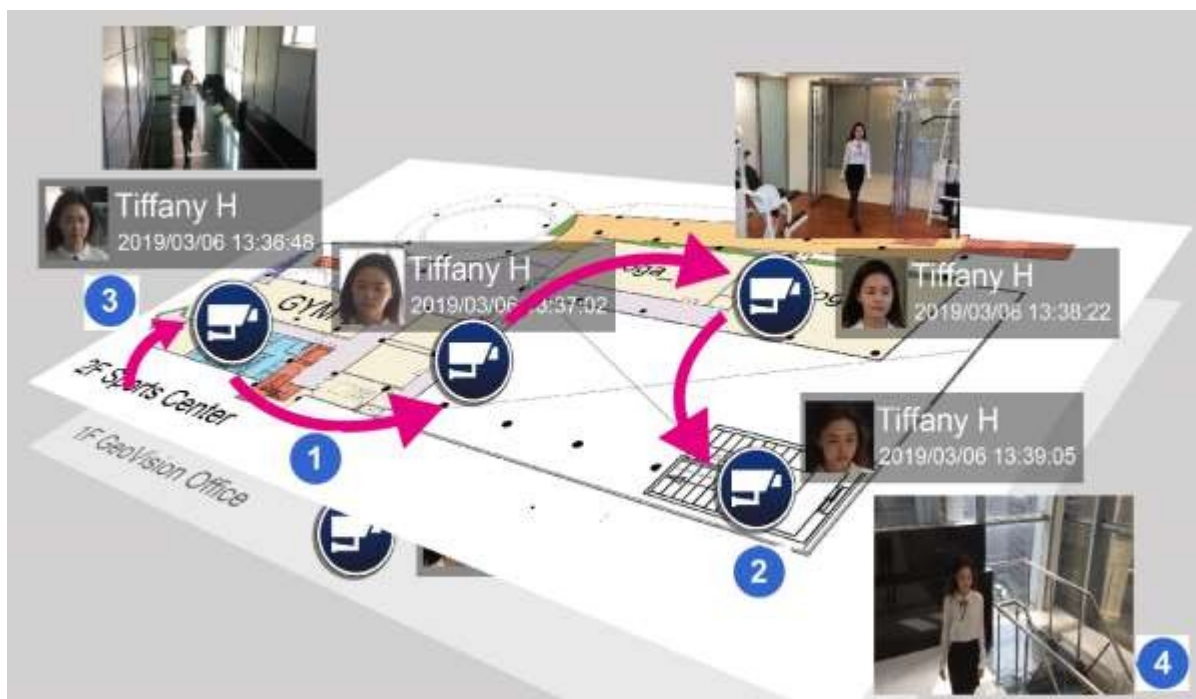 Tiffany H
2019/03/06 13:36:48
3
Tiffany H
2019/03/06 13:37:02
Tiffany H
2019/03/06 13:38:22
GYM
2F Sports Center
1F GeoVision Office
1
Tiffany H
2019/03/06 13:39:05
2
4